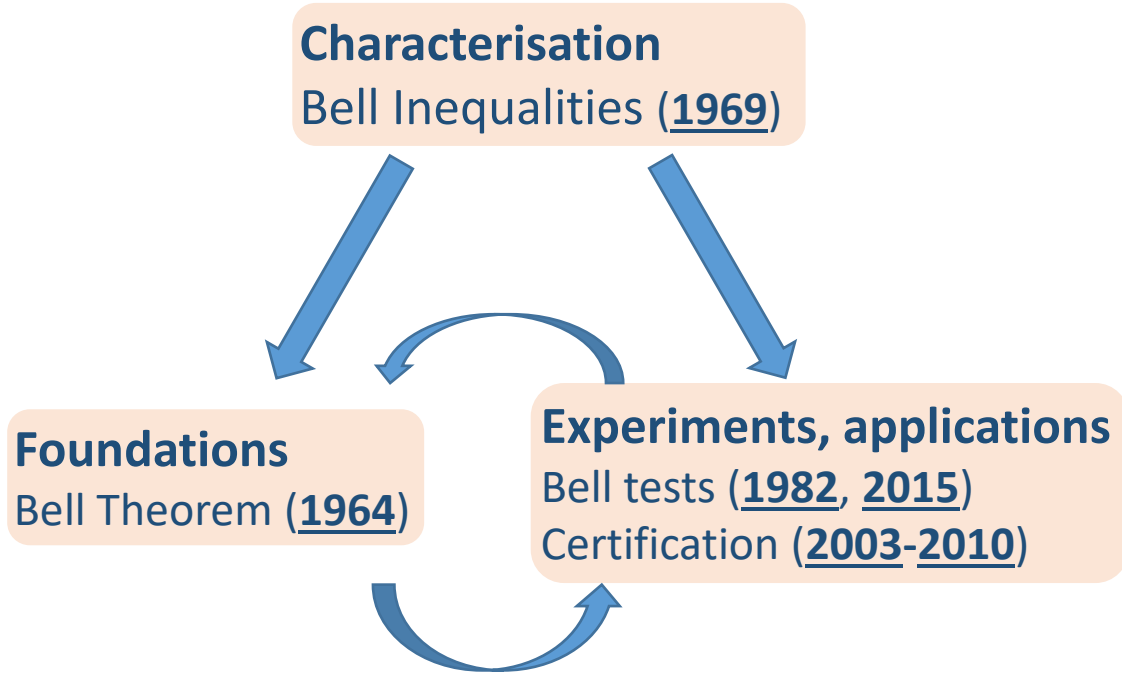 Characterisation
Bell Inequalities (1969)
Foundations
Bell Theorem (1964)
Experiments, applications
Bell tests (1982, 2015)
Certification (2003-2010)